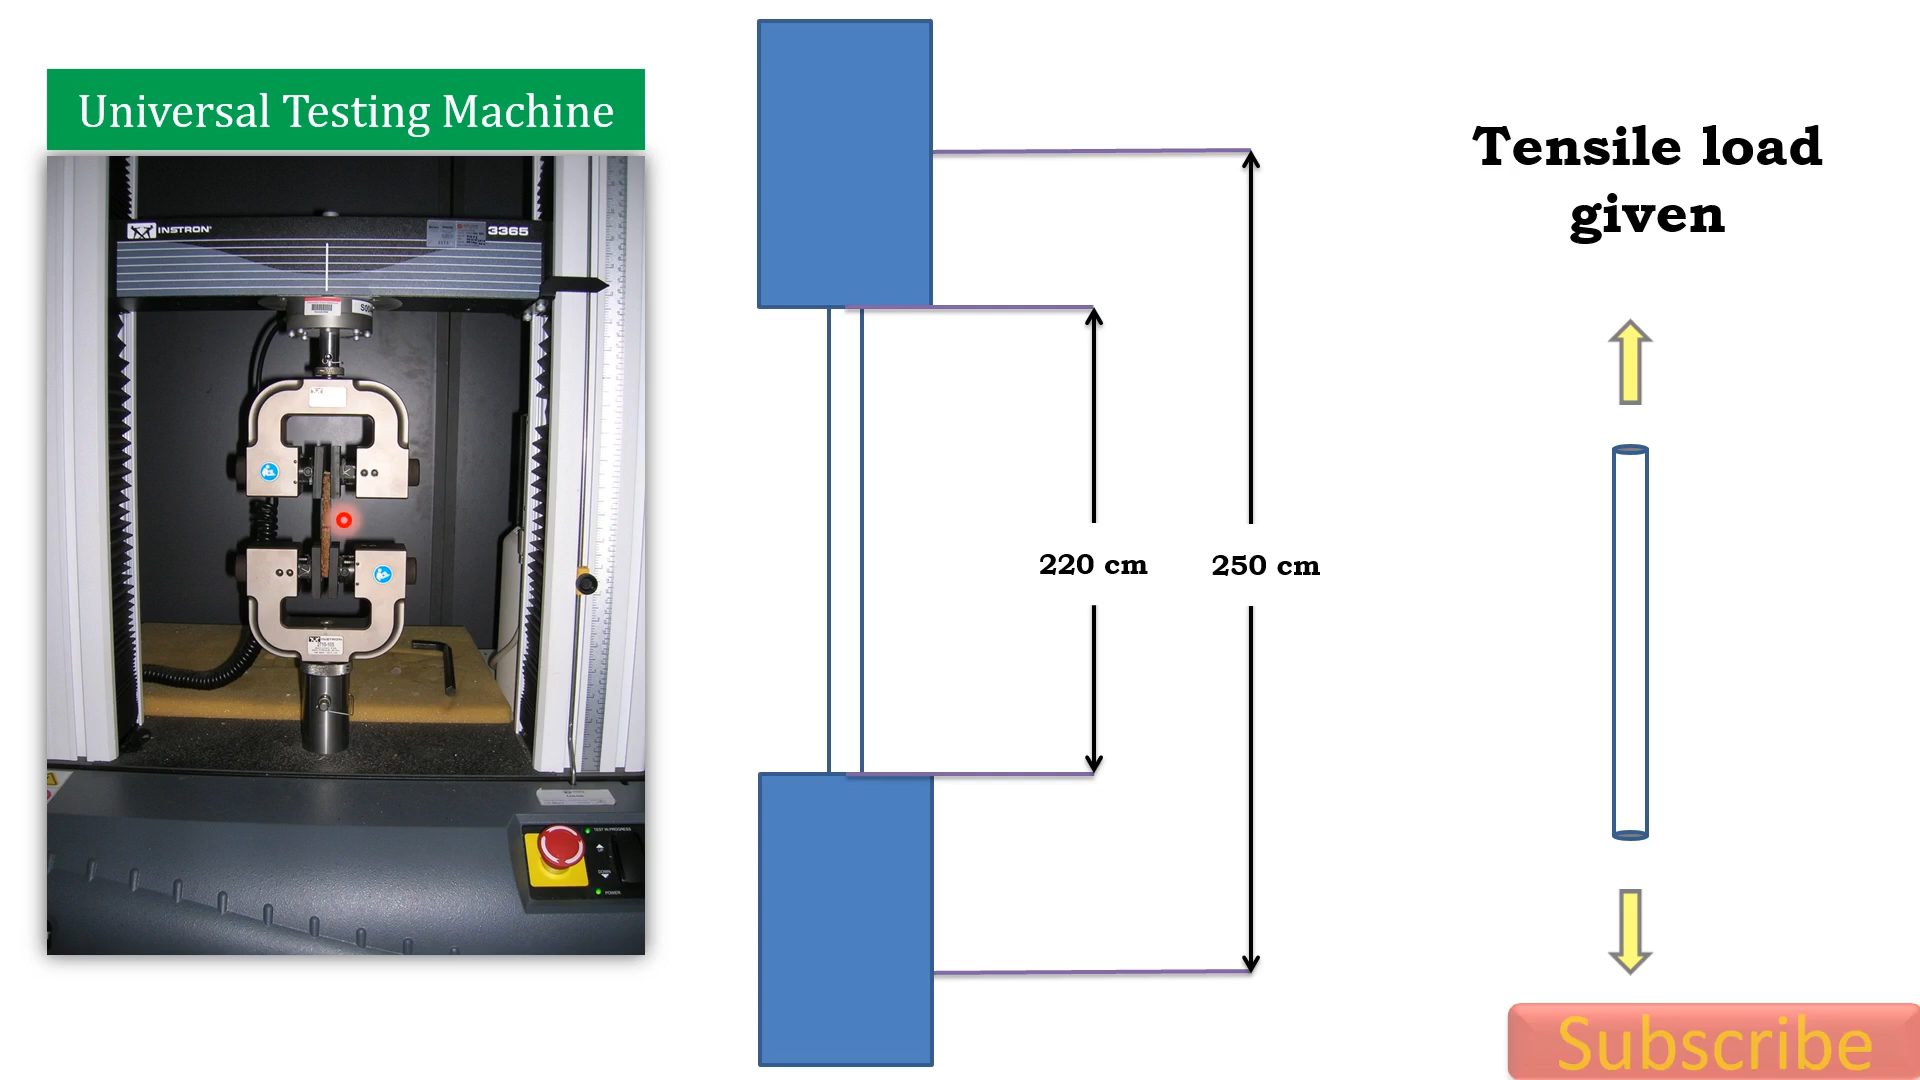 Universal Testing Machine
INSTRON
3365
220 cm
250 cm
Tensile load
given
Subscribe